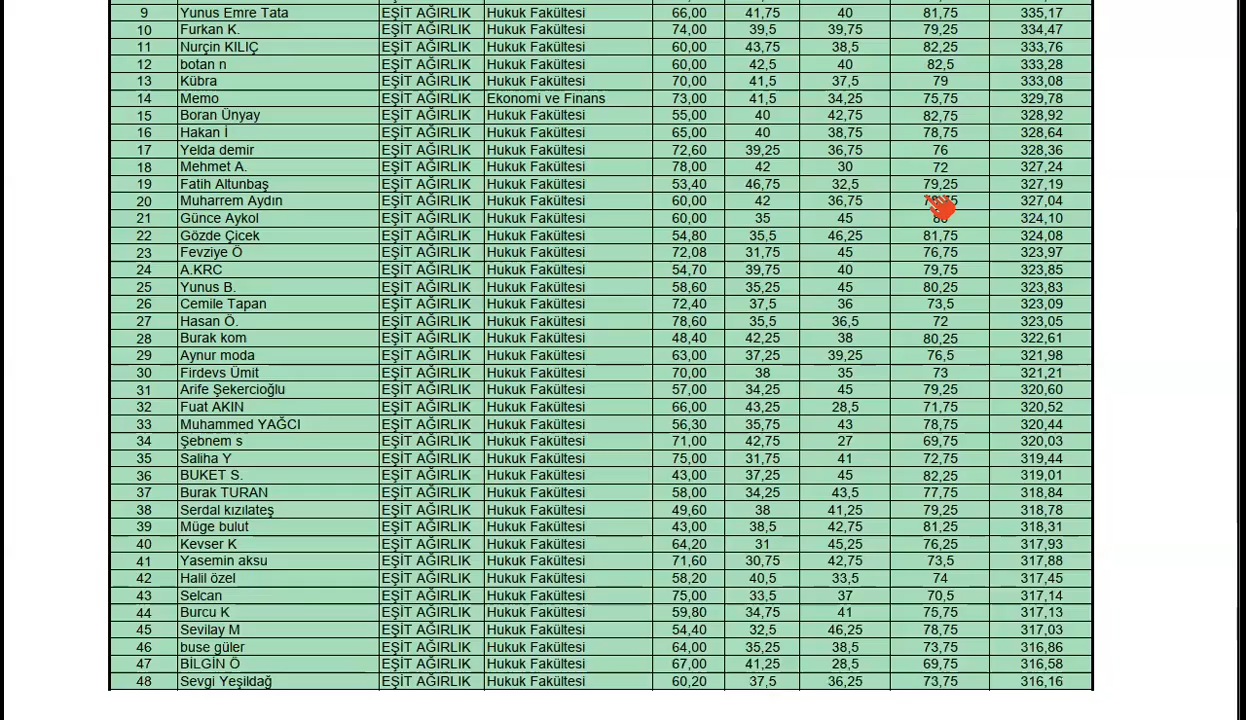 9 Yunus Emre Tata EŞİT AĞIRLIK Hukuk Fakültesi 66,00 41,75 40 81,75 335,17
10 Furkan K. EŞİT AĞIRLIK Hukuk Fakültesi 74,00 39,5 39,75 79,25 334,47
11 Nurçin KILIÇ EŞİT AĞIRLIK Hukuk Fakültesi 60,00 43,75 38,5 82,25 333,76
12 botan n EŞİT AĞIRLIK Hukuk Fakültesi 60,00 42,5 40 82,5 333,28
13 Kübra EŞİT AĞIRLIK Hukuk Fakültesi 70,00 41,5 37,5 79 333,08
14 Memo EŞİT AĞIRLIK Ekonomi ve Finans 73,00 41,5 34,25 75,75 329,78
15 Boran Ünyay EŞİT AĞIRLIK Hukuk Fakültesi 55,00 40 42,75 82,75 328,92
16 Hakan İ EŞİT AĞIRLIK Hukuk Fakültesi 65,00 40 38,75 78,75 328,64
17 Yelda demir EŞİT AĞIRLIK Hukuk Fakültesi 72,60 39,25 36,75 76 328,36
18 Mehmet A. EŞİT AĞIRLIK Hukuk Fakültesi 78,00 42 30 72 327,24
19 Fatih Altunbaş EŞİT AĞIRLIK Hukuk Fakültesi 53,40 46,75 32,5 79,25 327,19
20 Muharrem Aydın EŞİT AĞIRLIK Hukuk Fakültesi 60,00 42 36,75 327,04
21 Günce Aykol EŞİT AĞIRLIK Hukuk Fakültesi 60,00 35 45 80 324,10
22 Gözde Çicek EŞİT AĞIRLIK Hukuk Fakültesi 54,80 35,5 46,25 81,75 324,08
23 Fevziye Ö EŞİT AĞIRLIK Hukuk Fakültesi 72,08 31,75 45 76,75 323,97
24 A.KRC EŞİT AĞIRLIK Hukuk Fakültesi 54,70 39,75 40 79,75 323,85
25 Yunus B. EŞİT AĞIRLIK Hukuk Fakültesi 58,60 35,25 45 80,25 323,83
26 Cemile Tapan EŞİT AĞIRLIK Hukuk Fakültesi 72,40 37,5 36 73,5 323,09
27 Hasan Ö. EŞİT AĞIRLIK Hukuk Fakültesi 78,60 35,5 36,5 72 323,05
28 Burak kom EŞİT AĞIRLIK Hukuk Fakültesi 48,40 42,25 38 80,25 322,61
29 Aynur moda EŞİT AĞIRLIK Hukuk Fakültesi 63,00 37,25 39,25 76,5 321,98
30 Firdevs Ümit EŞİT AĞIRLIK Hukuk Fakültesi 70,00 38 35 73 321,21
31 Arife Şekercioğlu EŞİT AĞIRLIK Hukuk Fakültesi 57,00 34,25 45 79,25 320,60
32 Fuat AKIN EŞİT AĞIRLIK Hukuk Fakültesi 66,00 43,25 28,5 71,75 320,52
33 Muhammed YAĞCI EŞİT AĞIRLIK Hukuk Fakültesi 56,30 35,75 43 78,75 320,44
34 Şebnem s EŞİT AĞIRLIK Hukuk Fakültesi 71,00 42,75 27 69,75 320,03
35 Saliha Y EŞİT AĞIRLIK Hukuk Fakültesi 75,00 31,75 41 72,75 319,44
36 BUKET S. EŞİT AĞIRLIK Hukuk Fakültesi 43,00 37,25 45 82,25 319,01
37 Burak TURAN EŞİT AĞIRLIK Hukuk Fakültesi 58,00 34,25 43,5 77,75 318,84
38 Serdal kızılateş EŞİT AĞIRLIK Hukuk Fakültesi 49,60 38 41,25 79,25 318,78
39 Müge bulut EŞİT AĞIRLIK Hukuk Fakültesi 43,00 38,5 42,75 81,25 318,31
40 Kevser K EŞİT AĞIRLIK Hukuk Fakültesi 64,20 31 45,25 76,25 317,93
41 Yasemin aksu EŞİT AĞIRLIK Hukuk Fakültesi 71,60 30,75 42,75 73,5 317,88
42 Halil özel EŞİT AĞIRLIK Hukuk Fakültesi 58,20 40,5 33,5 74 317,45
43 Selcan EŞİT AĞIRLIK Hukuk Fakültesi 75,00 33,5 37 70,5 317,14
44 Burcu K EŞİT AĞIRLIK Hukuk Fakültesi 59,80 34,75 41 75,75 317,13
45 Sevilay M EŞİT AĞIRLIK Hukuk Fakültesi 54,40 32,5 46,25 78,75 317,03
46 buse güler EŞİT AĞIRLIK Hukuk Fakültesi 64,00 35,25 38,5 73,75 316,86
47 BİLGİN Ö EŞİT AĞIRLIK Hukuk Fakültesi 67,00 41,25 28,5 69,75 316,58
48 Sevgi Yeşildağ EŞİT AĞIRLIK Hukuk Fakültesi 60,20 37,5 36,25 73,75 316,16